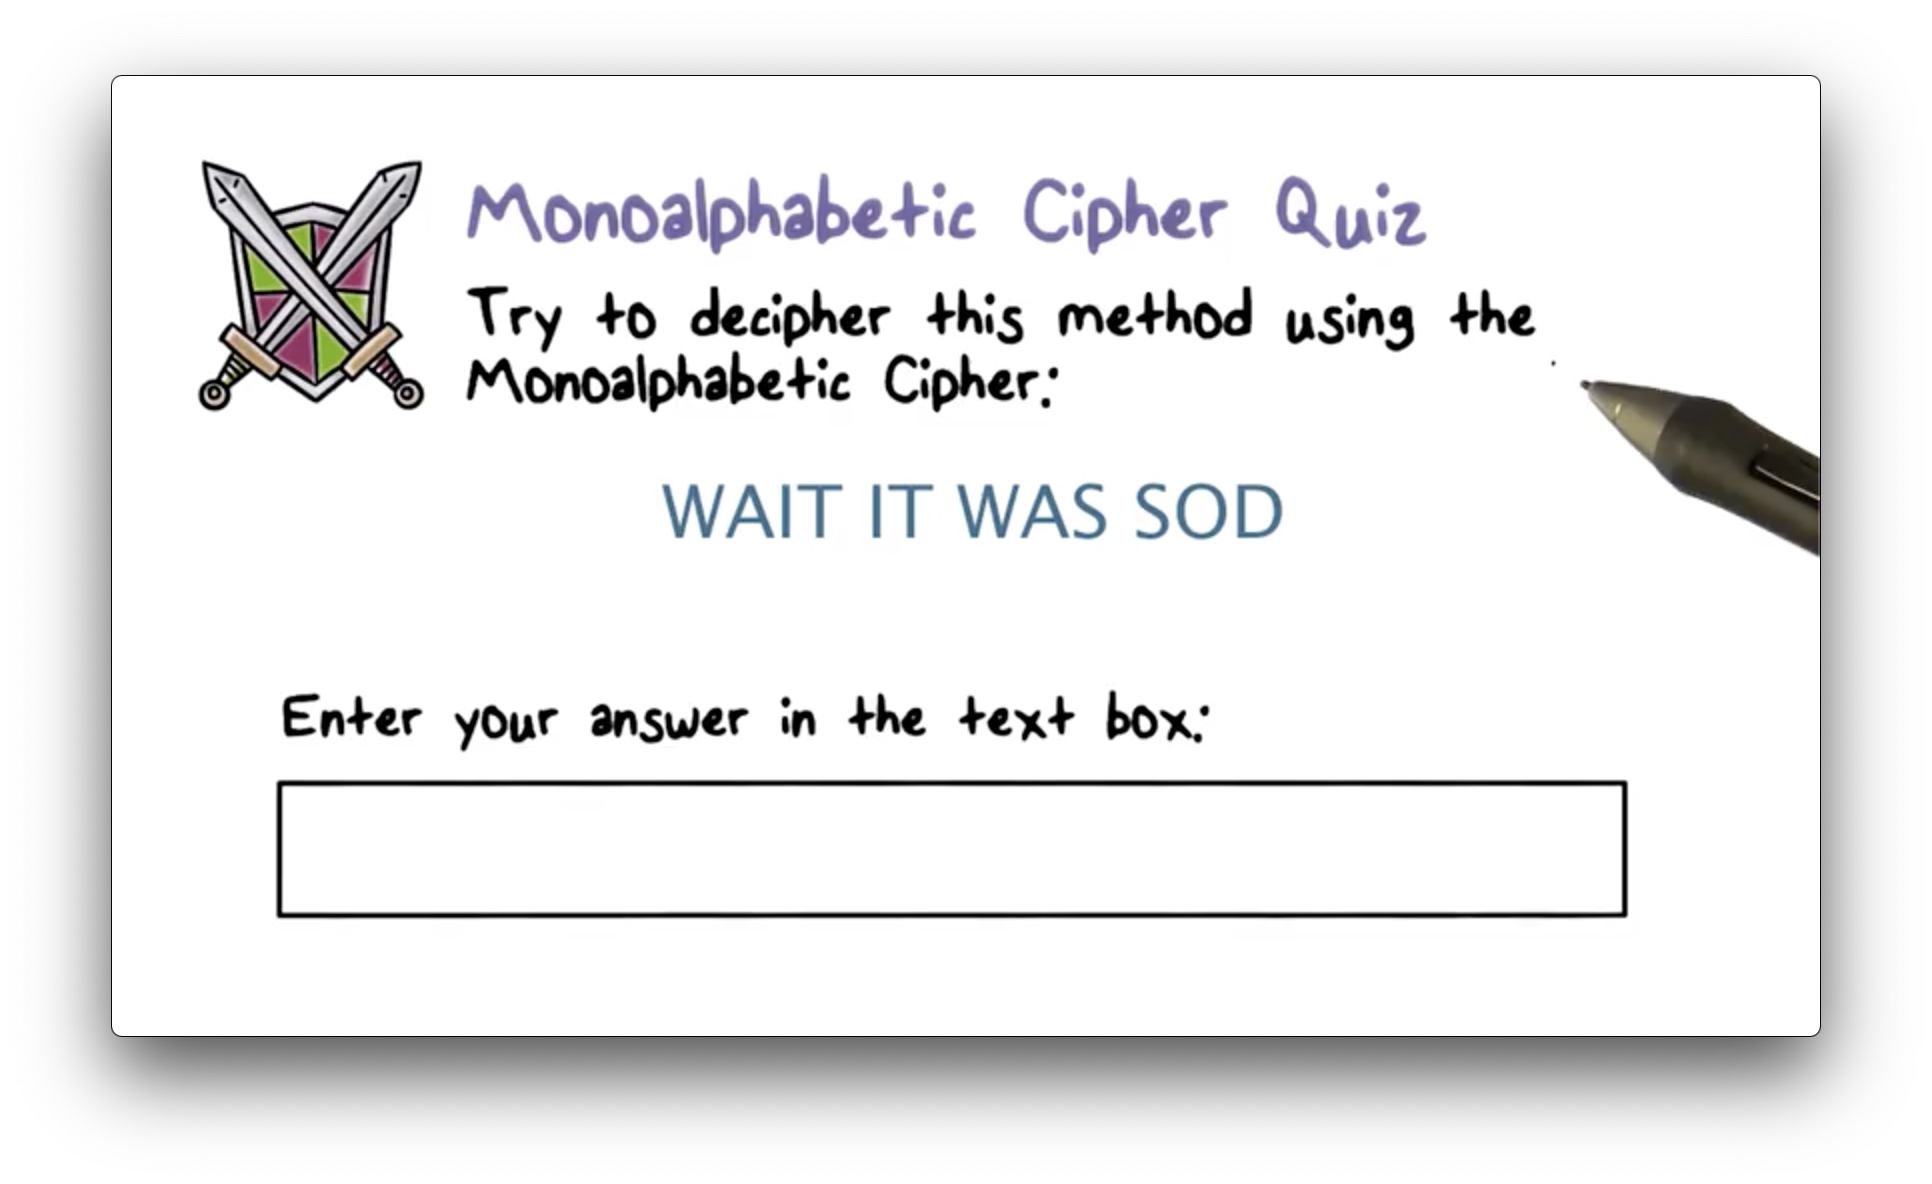 Monoalphabetic Cipher Quiz
Try to decipher this method using the
Monoalphabetic Cipher:
WAIT IT WAS SOD
Enter your answer in the text box: